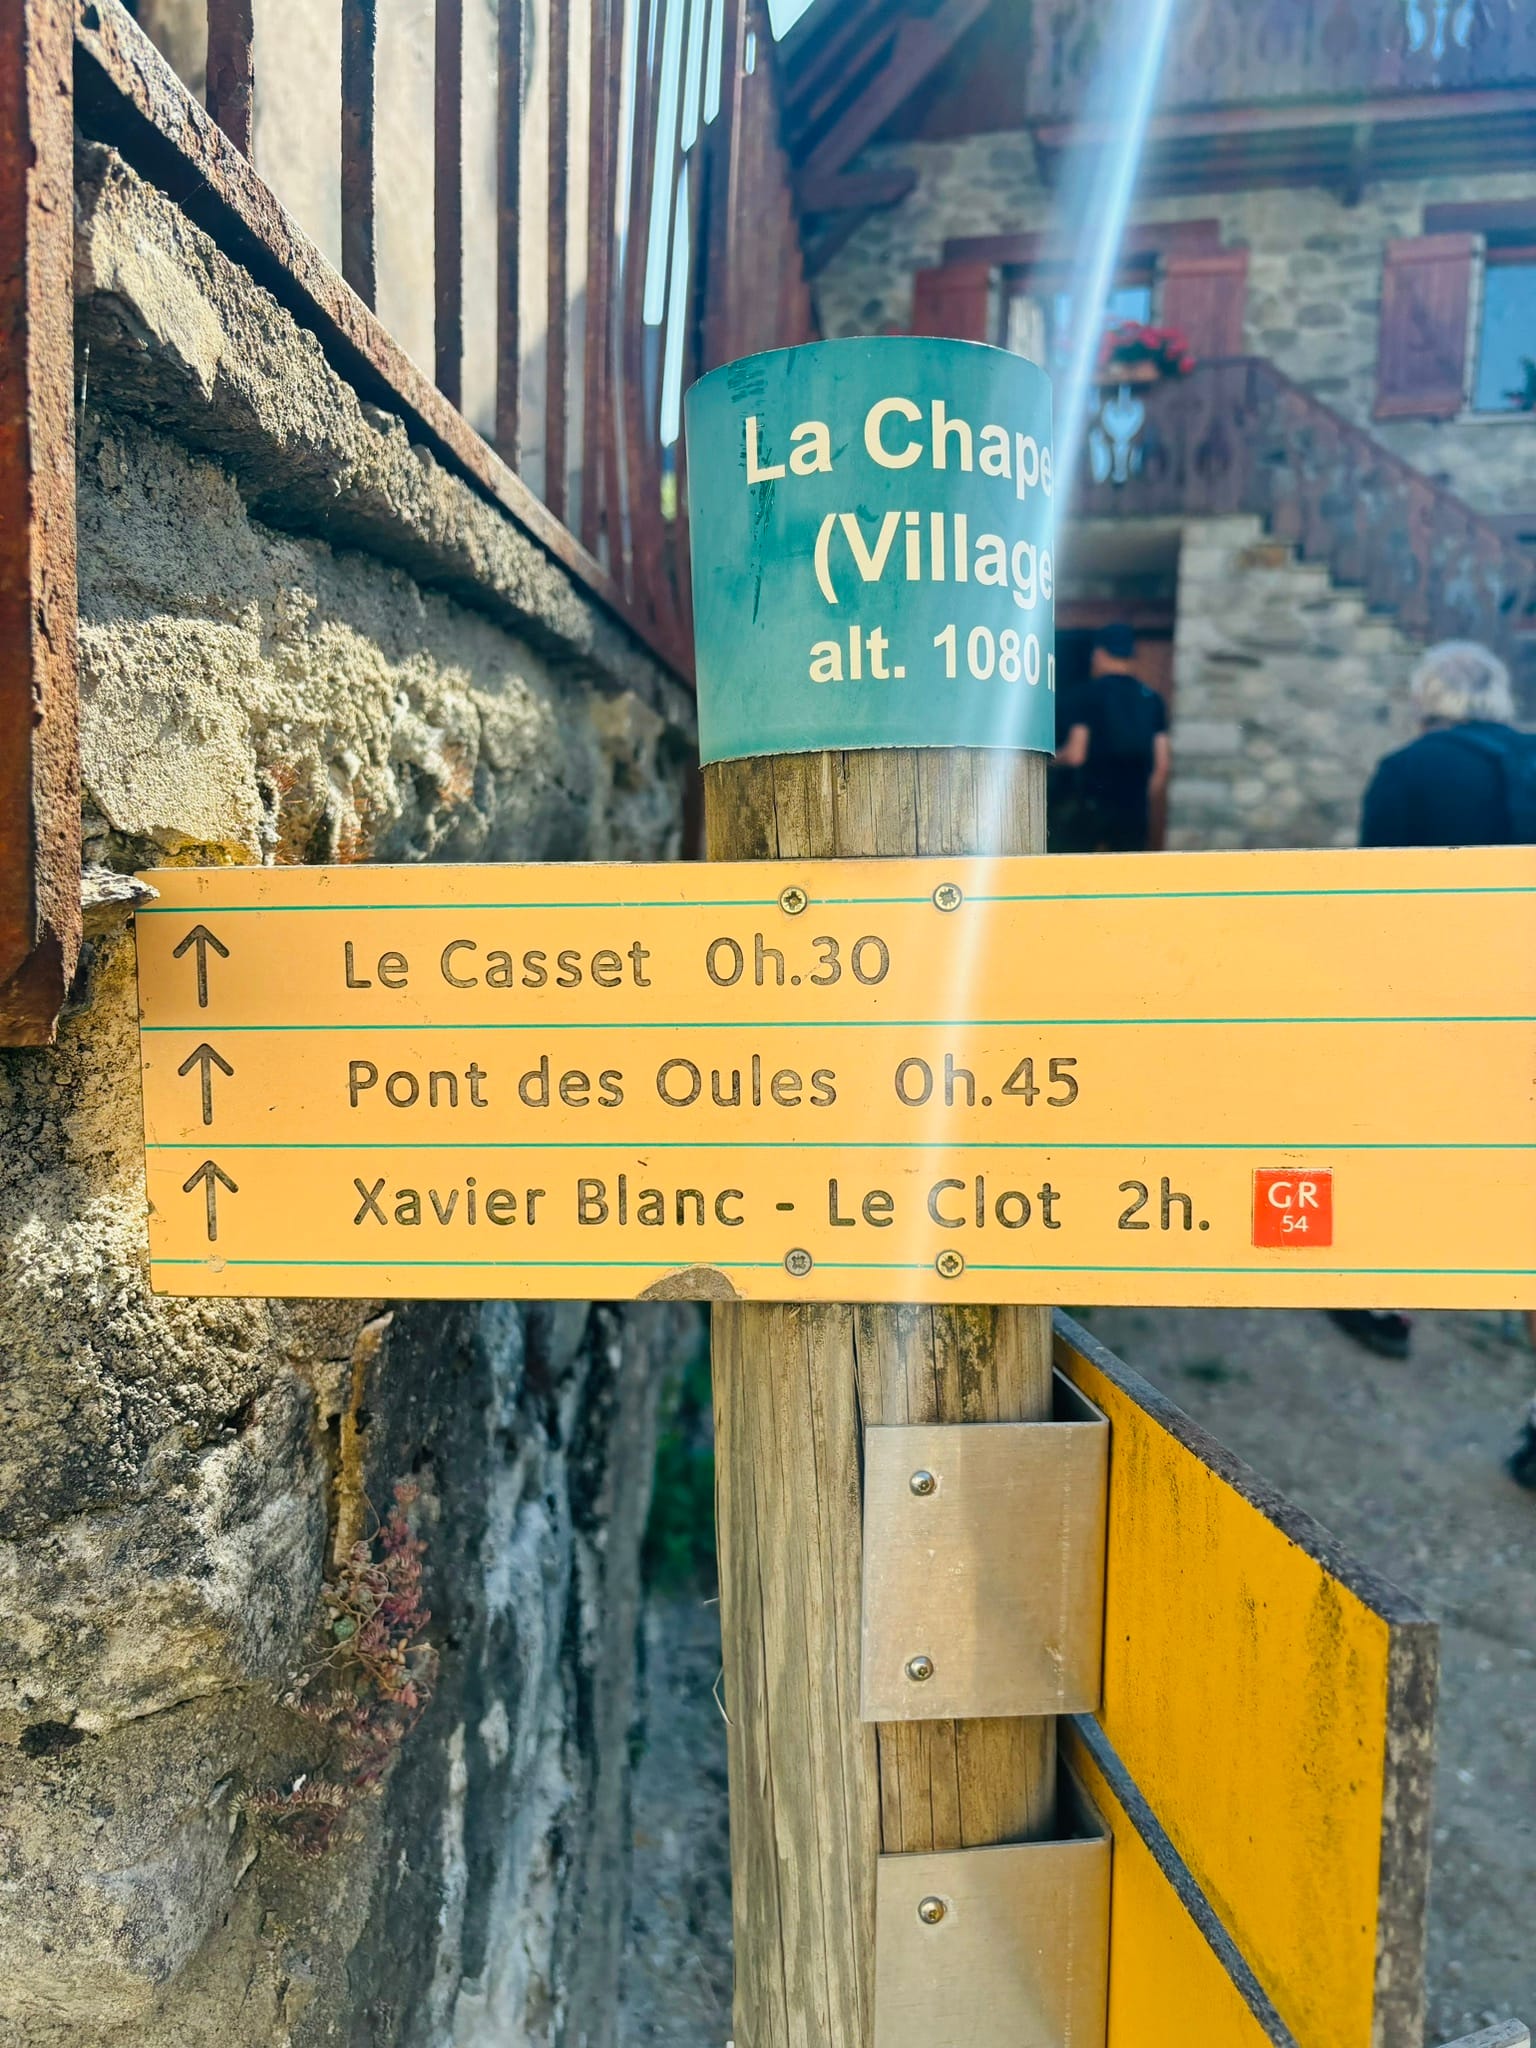 La Chape
(Village)
alt. 1080
Le Casset 0h.30
Pont des Oules 0h.45
Xavier Blanc - Le Clot 2h.
GR
54